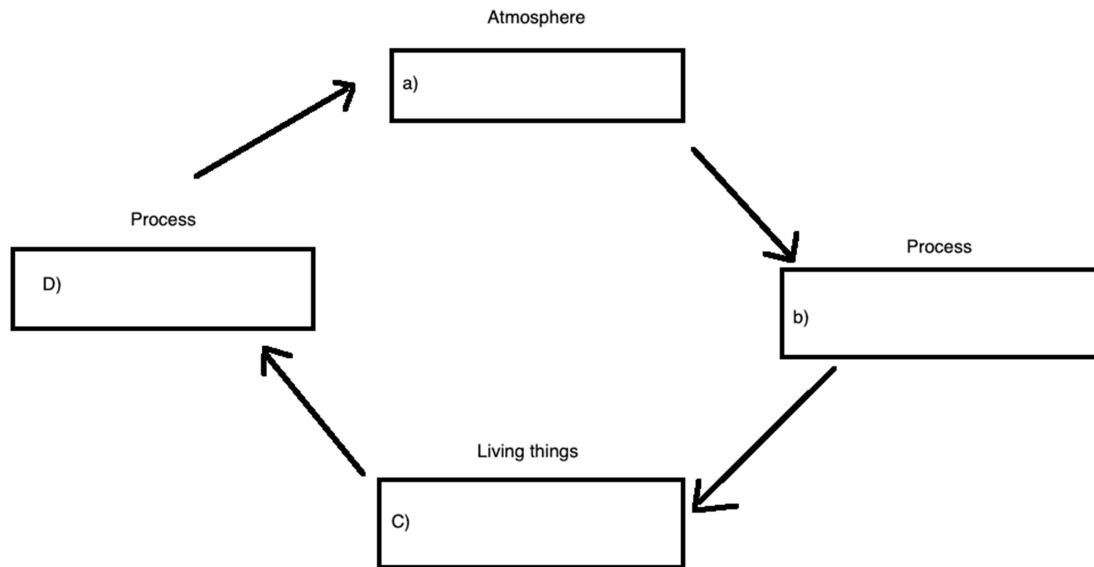 Atmosphere
a)
Process
D)
Process
b)
Living things
C)